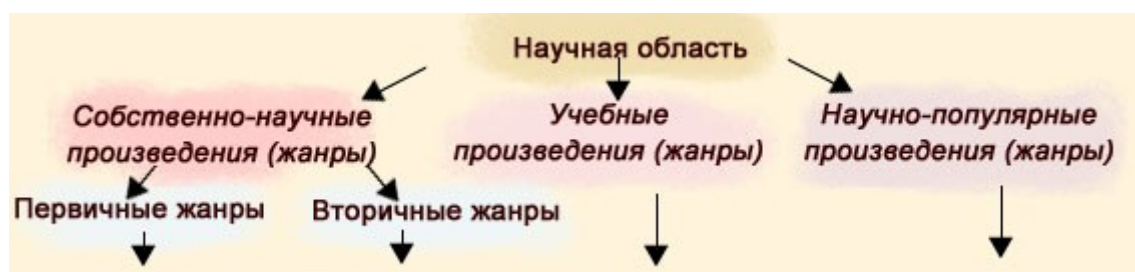 Научная область
Собственно-научные
произведения (жанры)
Учебные
произведения (жанры)
Научно-популярные
произведения (жанры)
Первичные жанры
Вторичные жанры